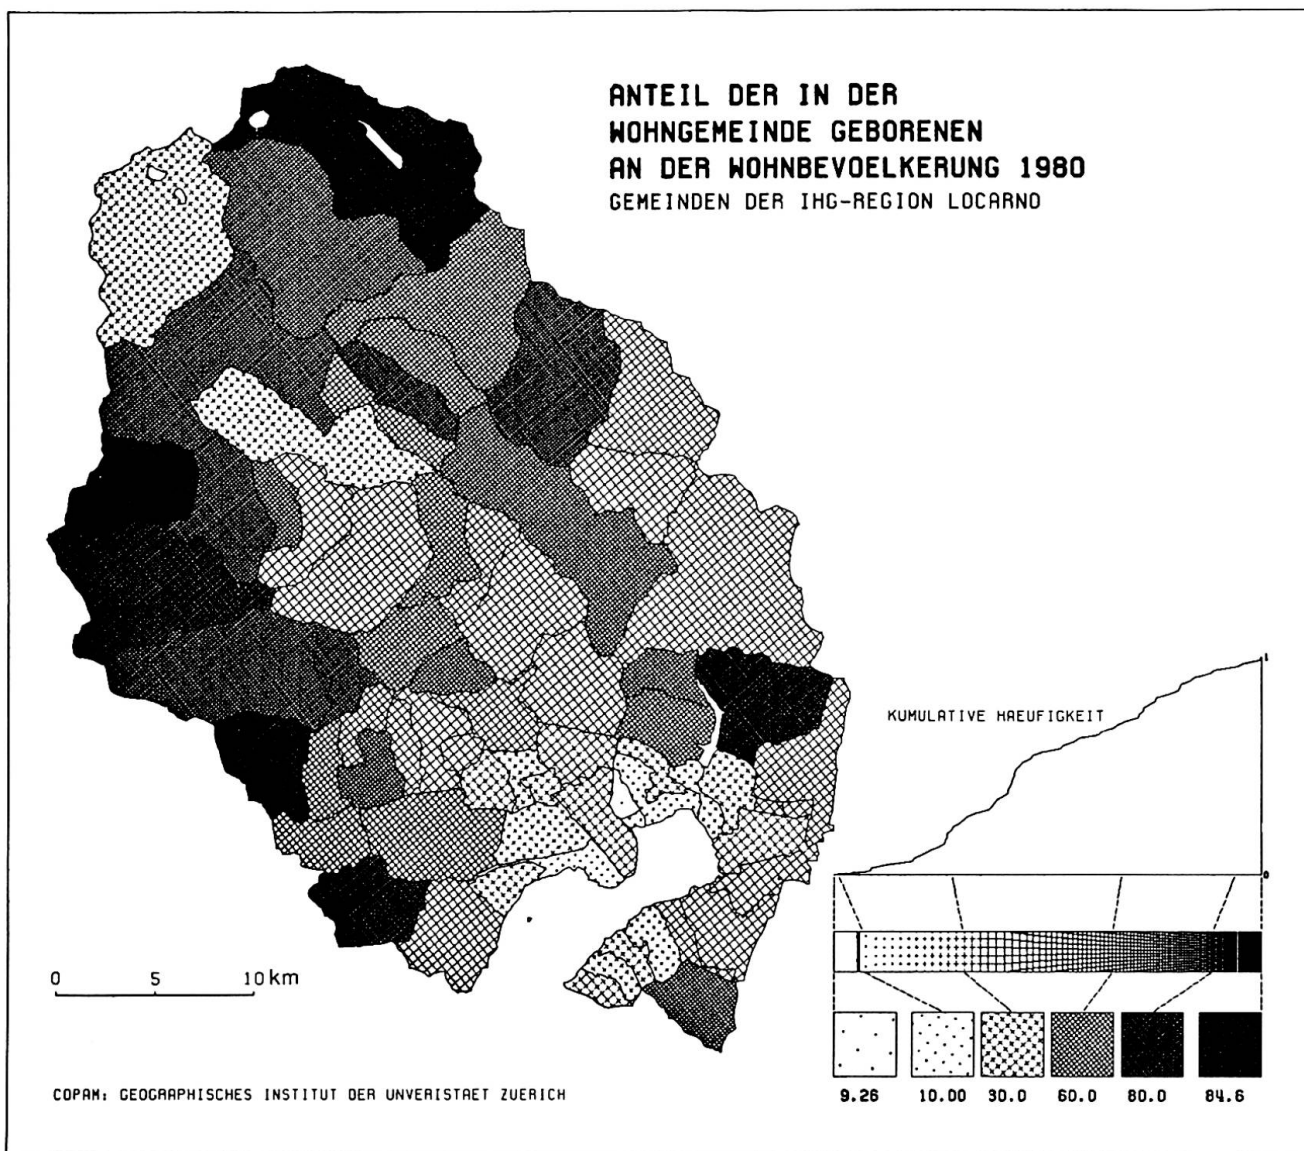 ANTEIL DER IN DER
WOHNGEMEINDE GEBORENEN
AN DER WOHNBEVOELKERUNG 1980
GEMEINDEN DER IHG-REGION LOCARNO
KUMULATIVE HAEUFIGKEIT
1
0
0 5 10 km
9.26 10.00 30.0 60.0 80.0 84.6
COPAM: GEOGRAPHISCHES INSTITUT DER UNVERISTAET ZUERICH